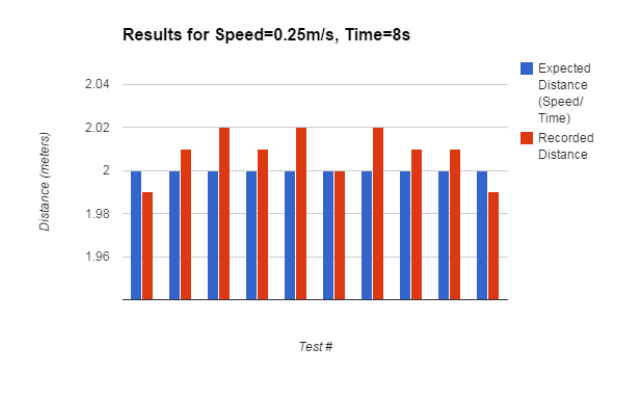 Results for Speed=0.25m/s, Time=8s
Expected
Distance
(Speed/
Time)
Recorded
Distance
Distance (meters)
2.04
2.02
2
1.98
1.96
Test #